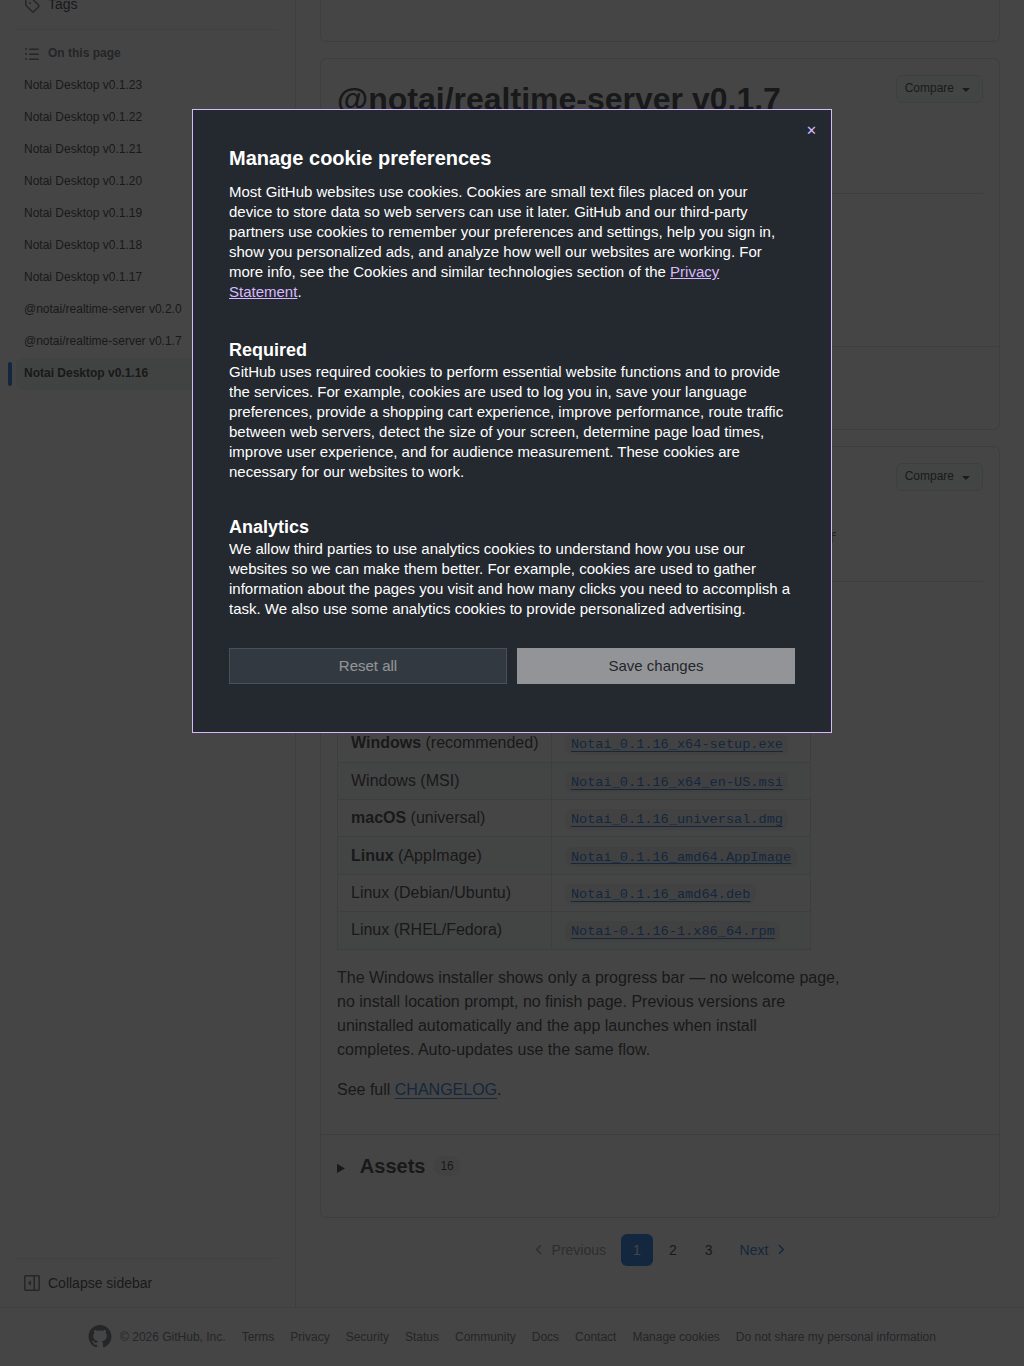 Tags
On this page
Notai Desktop v0.1.23
Notai Desktop v0.1.22
Notai Desktop v0.1.21
Notai Desktop v0.1.20
Notai Desktop v0.1.19
Notai Desktop v0.1.18
Notai Desktop v0.1.17
@notai/realtime-server v0.2.0
@notai/realtime-server v0.1.7
Notai Desktop v0.1.16
@notai/realtime-server v0.1.7
Compare
Manage cookie preferences
Most GitHub websites use cookies. Cookies are small text files placed on your
device to store data so web servers can use it later. GitHub and our third-party
partners use cookies to remember your preferences and settings, help you sign in,
show you personalized ads, and analyze how well our websites are working. For
more info, see the Cookies and similar technologies section of the Privacy
Statement.
Required
GitHub uses required cookies to perform essential website functions and to provide
the services. For example, cookies are used to log you in, save your language
preferences, provide a shopping cart experience, improve performance, route traffic
between web servers, detect the size of your screen, determine page load times,
improve user experience, and for audience measurement. These cookies are
necessary for our websites to work.
Analytics
We allow third parties to use analytics cookies to understand how you use our
websites so we can make them better. For example, cookies are used to gather
information about the pages you visit and how many clicks you need to accomplish a
task. We also use some analytics cookies to provide personalized advertising.
Reset all
Save changes
Compare
Windows (recommended) Notai_0.1.16_x64-setup.exe
Windows (MSI) Notai_0.1.16_x64_en-US.msi
macOS (universal) Notai_0.1.16_universal.dmg
Linux (AppImage) Notai_0.1.16_amd64.AppImage
Linux (Debian/Ubuntu) Notai_0.1.16_amd64.deb
Linux (RHEL/Fedora) Notai-0.1.16-1.x86_64.rpm
The Windows installer shows only a progress bar — no welcome page,
no install location prompt, no finish page. Previous versions are
uninstalled automatically and the app launches when install
completes. Auto-updates use the same flow.
See full CHANGELOG.
Assets 16
Previous 1 2 3 Next
Collapse sidebar
© 2026 GitHub, Inc. Terms Privacy Security Status Community Docs Contact Manage cookies Do not share my personal information